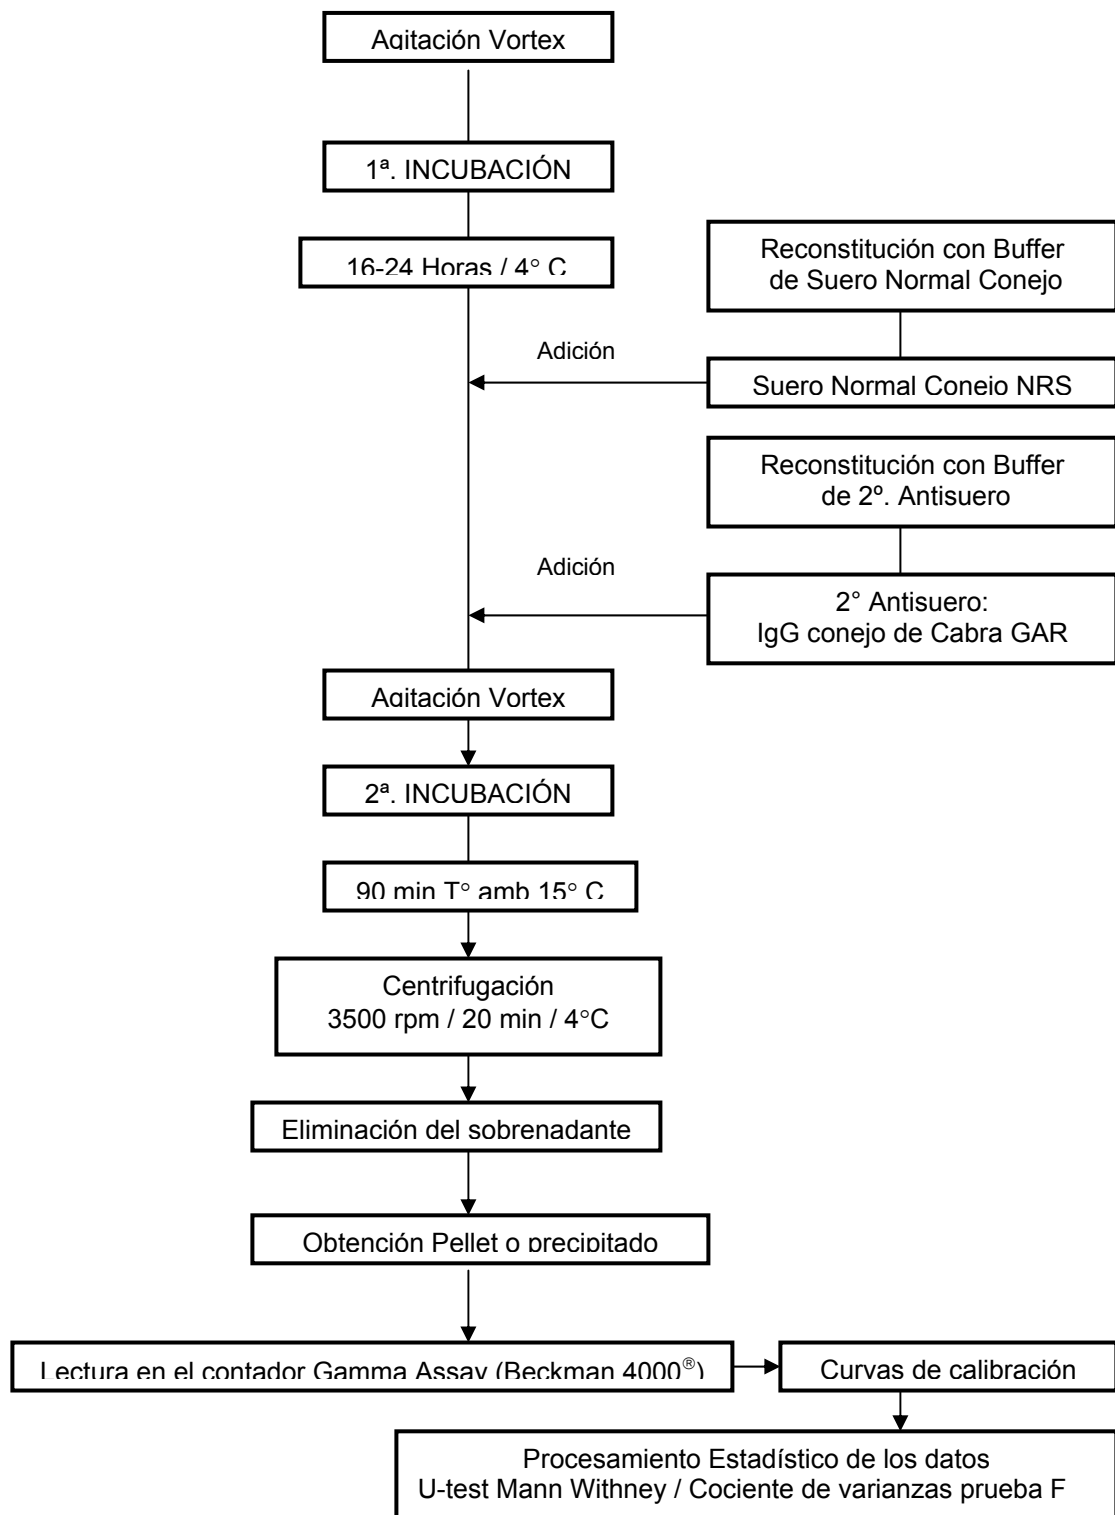 Agitación Vortex
1ª. INCUBACIÓN
16-24 Horas / 4° C
Reconstitución con Buffer
de Suero Normal Conejo
Adición
Suero Normal Conejo NRS
Reconstitución con Buffer
de 2º. Antisuero
Adición
2° Antisuero:
IgG conejo de Cabra GAR
Agitación Vortex
2ª. INCUBACIÓN
90 min T° amb 15° C
Centrifugación
3500 rpm / 20 min / 4°C
Eliminación del sobrenadante
Obtención Pellet o precipitado
Lectura en el contador Gamma Assay (Beckman 4000®)
Curvas de calibración
Procesamiento Estadístico de los datos
U-test Mann Withney / Cociente de varianzas prueba F